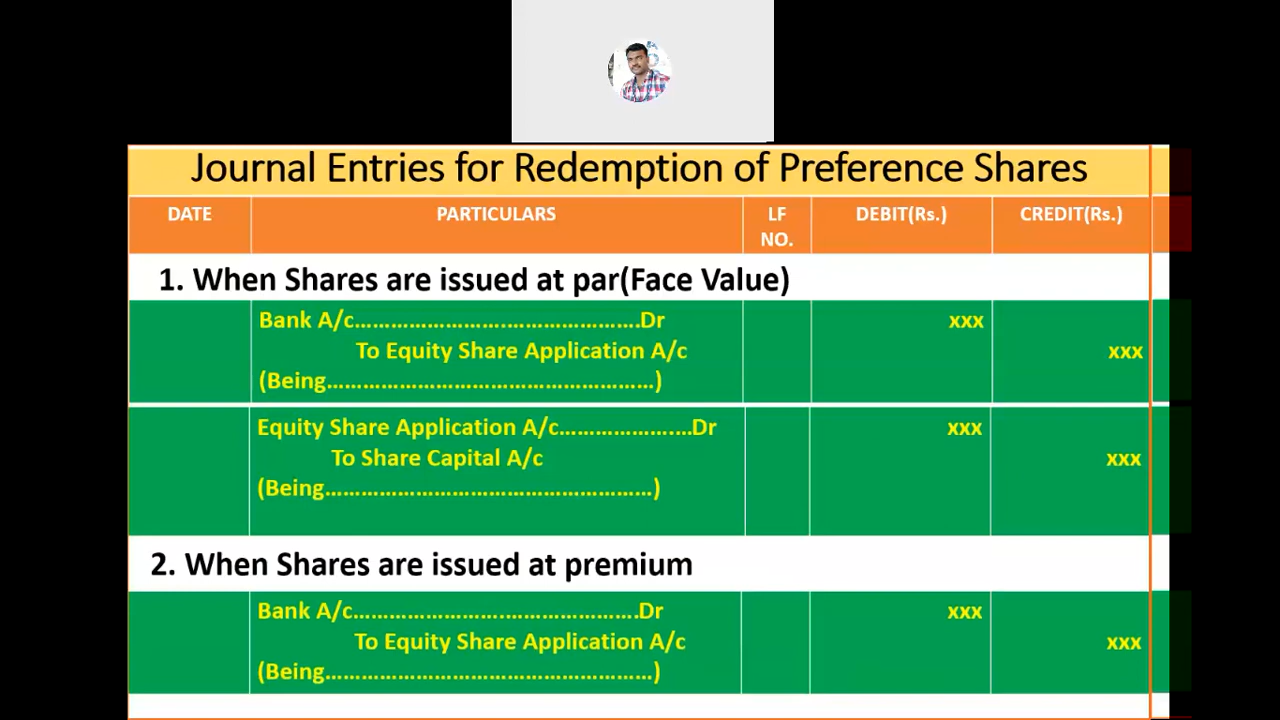 Journal Entries for Redemption of Preference Shares
DATE PARTICULARS LF NO. DEBIT(Rs.) CREDIT(Rs.)
1. When Shares are issued at par(Face Value)
Bank A/c……………………..………………….Dr xxx
To Equity Share Application A/c xxx
(Being………………………………………………)
Equity Share Application A/c……………….…Dr xxx
To Share Capital A/c xxx
(Being………………………………………………)
2. When Shares are issued at premium
Bank A/c……………………..………………….Dr xxx
To Equity Share Application A/c xxx
(Being………………………………………………)